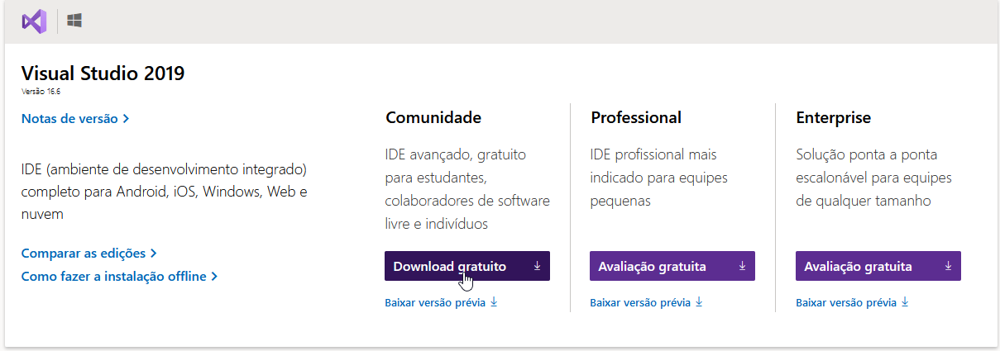 Visual Studio 2019
Versão 16.6
Notas de versão
IDE (ambiente de desenvolvimento integrado)
completo para Android, iOS, Windows, Web e
nuvem
Comparar as edições
Como fazer a instalação offline
Comunidade
IDE avançado, gratuito
para estudantes,
colaboradores de software
livre e indivíduos
Download gratuito
Baixar versão prévia
Professional
IDE profissional mais
indicado para equipes
pequenas
Avaliação gratuita
Baixar versão prévia
Enterprise
Solução ponta a ponta
escalonável para equipes
de qualquer tamanho
Avaliação gratuita
Baixar versão prévia